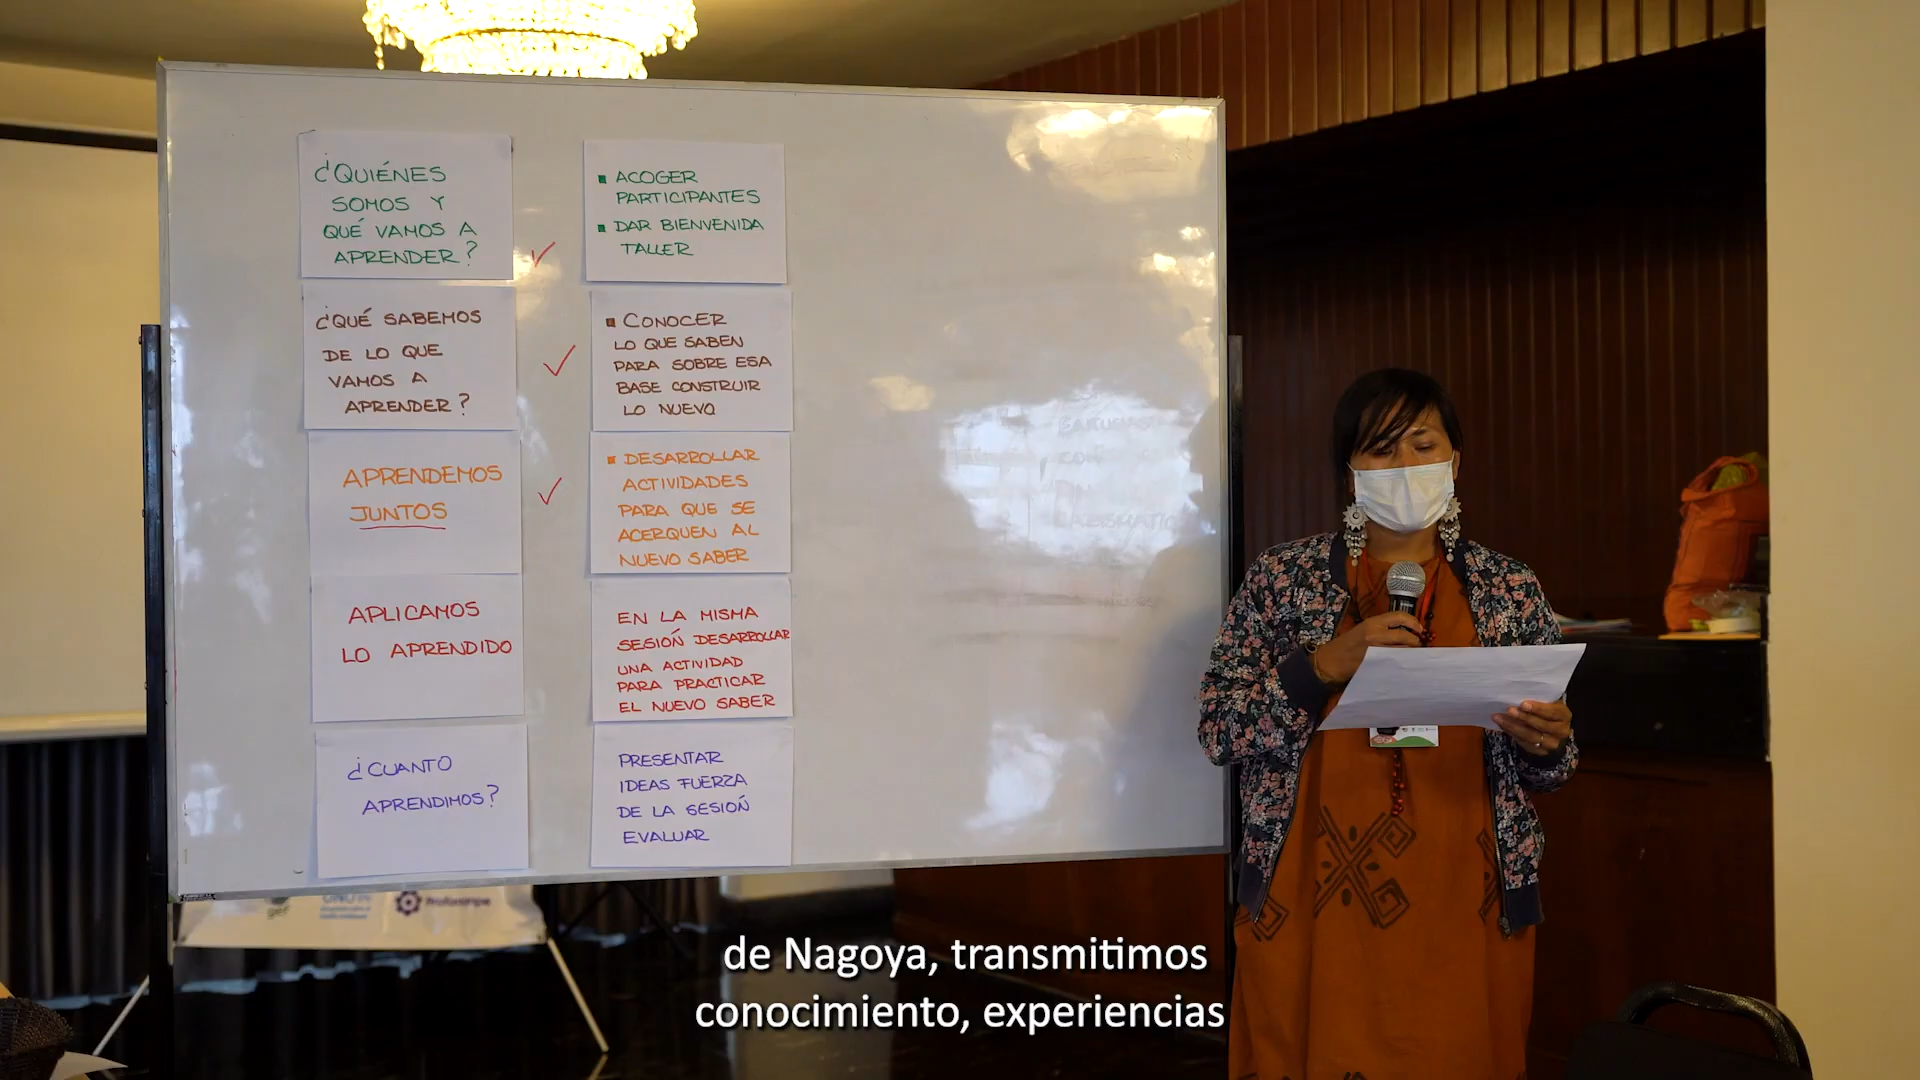 ¿QUIÉNES
SOMOS Y
QUÉ VAMOS A
APRENDER?
ACOGER
PARTICIPANTES
DAR BIENVENIDA
TALLER
¿QUÉ SABEMOS
DE LO QUE
VAMOS A
APRENDER?
CONOCER
LO QUE SABEN
PARA SOBRE ESA
BASE CONSTRUIR
LO NUEVO
APRENDEMOS
JUNTOS
DESARROLLAR
ACTIVIDADES
PARA QUE SE
ACERQUEN AL
NUEVO SABER
APLICAMOS
LO APRENDIDO
EN LA MISMA
SESIOÑ DESARROLLAR
UNA ACTIVIDAD
PARA PRACTICAR
EL NUEVO SABER
¿CUANTO
APRENDIMOS?
PRESENTAR
IDEAS FUERZA
DE LA SESIOÑ
EVALUAR
gef
de Nagoya, transmitimos
conocimiento, experiencias